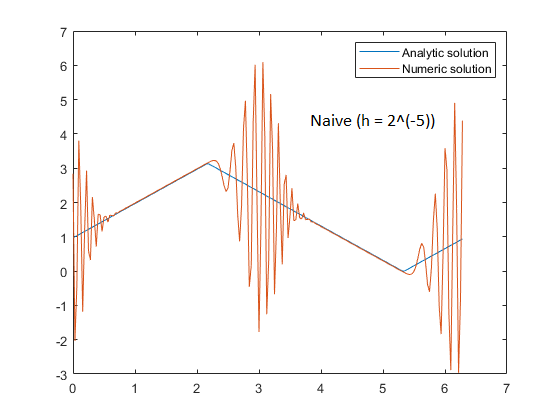 7
Analytic solution
6
Numeric solution
5
Naive (h = 2^(-5))
4
3
2
1
0
-1
-2
-3
0 1 2 3 4 5 6 7